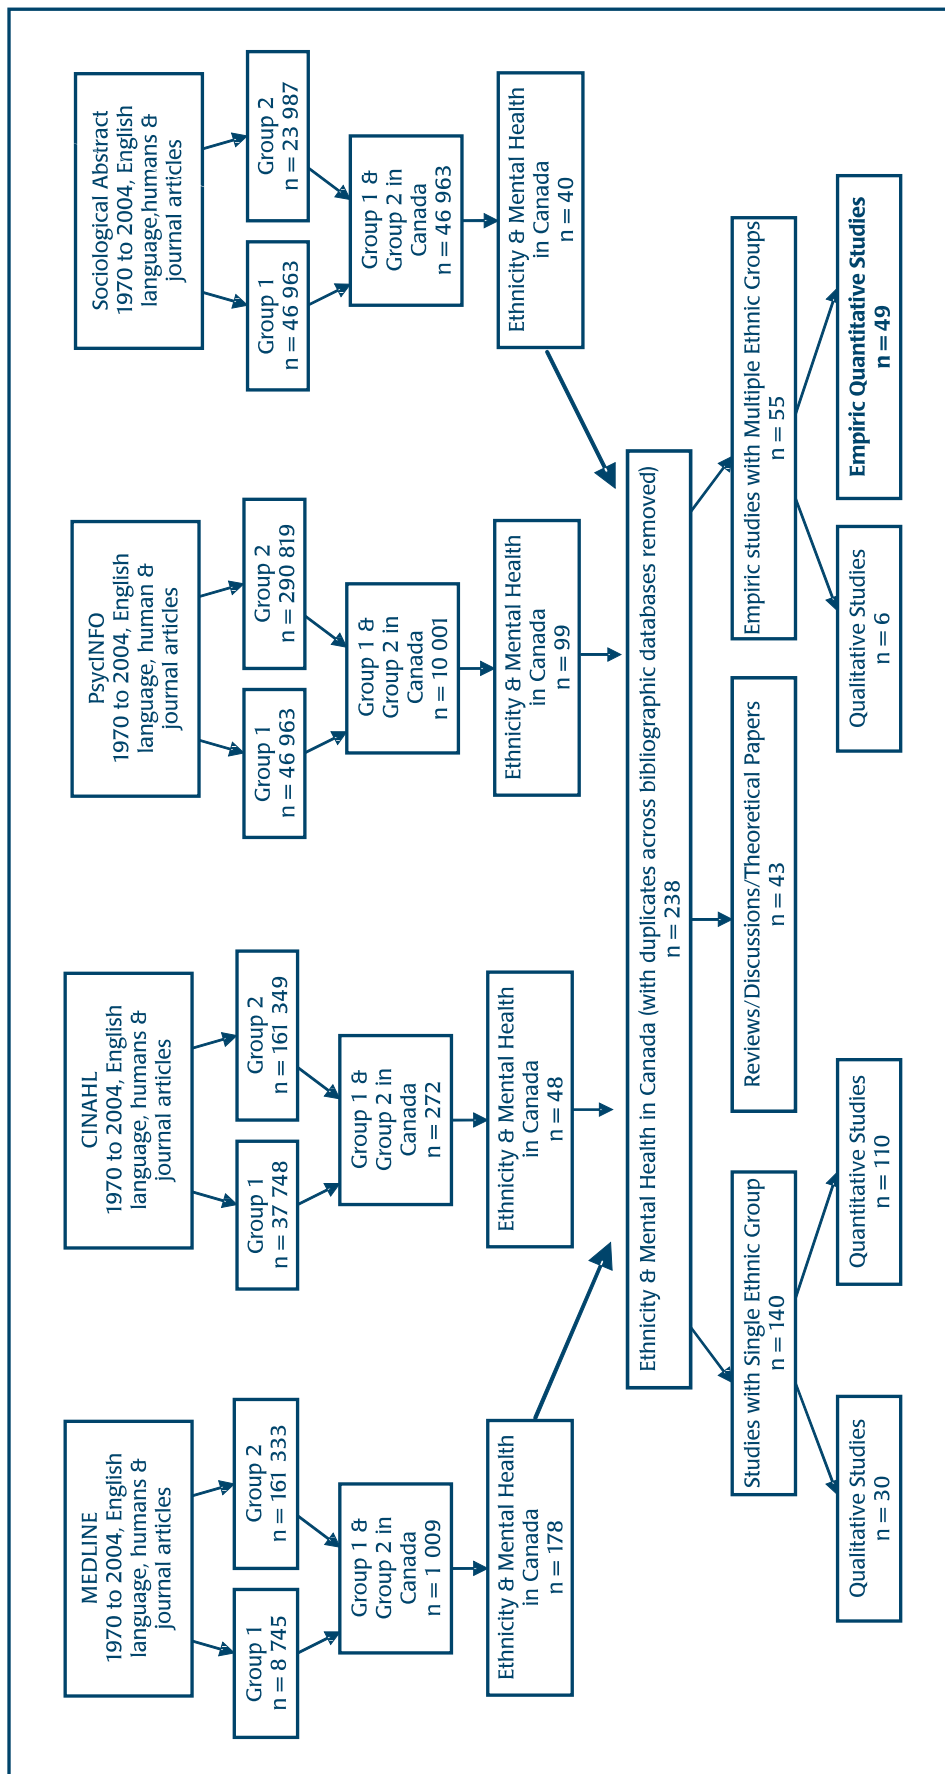 MEDLINE
1970 to 2004, English
language, humans &
journal articles
Group 1
n = 8 745
Group 2
n = 161 333
Group 1 &
Group 2 in
Canada
n = 1 009
Ethnicity & Mental Health
in Canada
n = 178
CINAHL
1970 to 2004, English
language, humans &
journal articles
Group 1
n = 37 748
Group 2
n = 161 349
Group 1 &
Group 2 in
Canada
n = 272
Ethnicity & Mental Health
in Canada
n = 48
PsycINFO
1970 to 2004, English
language, human &
journal articles
Group 1
n = 46 963
Group 2
n = 290 819
Group 1 &
Group 2 in
Canada
n = 10 001
Ethnicity & Mental Health
in Canada
n = 99
Sociological Abstract
1970 to 2004, English
language,humans &
journal articles
Group 1
n = 46 963
Group 2
n = 23 987
Group 1 &
Group 2 in
Canada
n = 46 963
Ethnicity & Mental Health
in Canada
n = 40
Ethnicity & Mental Health in Canada (with duplicates across bibliographic databases removed)
n = 238
Studies with Single Ethnic Group
n = 140
Reviews/Discussions/Theoretical Papers
n = 43
Empiric studies with Multiple Ethnic Groups
n = 55
Qualitative Studies
n = 30
Quantitative Studies
n = 110
Qualitative Studies
n = 6
Empiric Quantitative Studies
n = 49